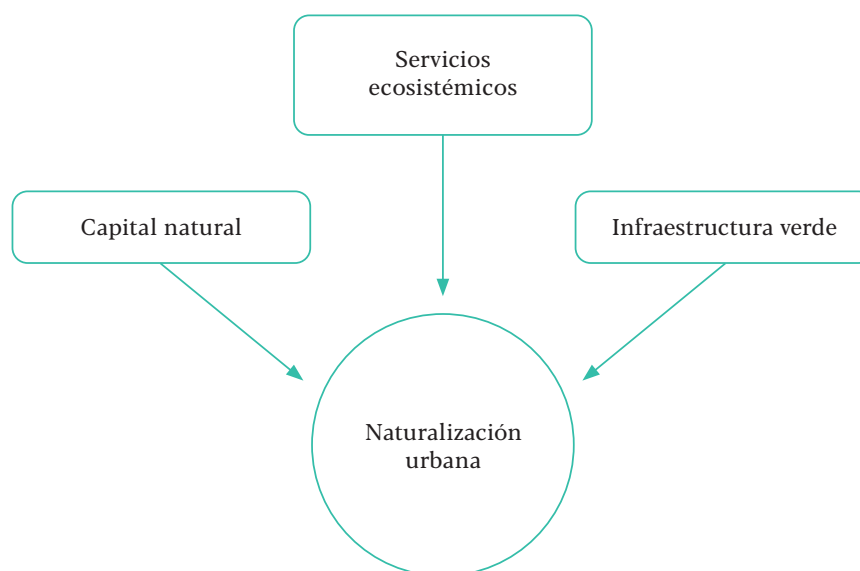 Servicios
ecosistémicos
Capital natural
Infraestructura verde
Naturalización
urbana